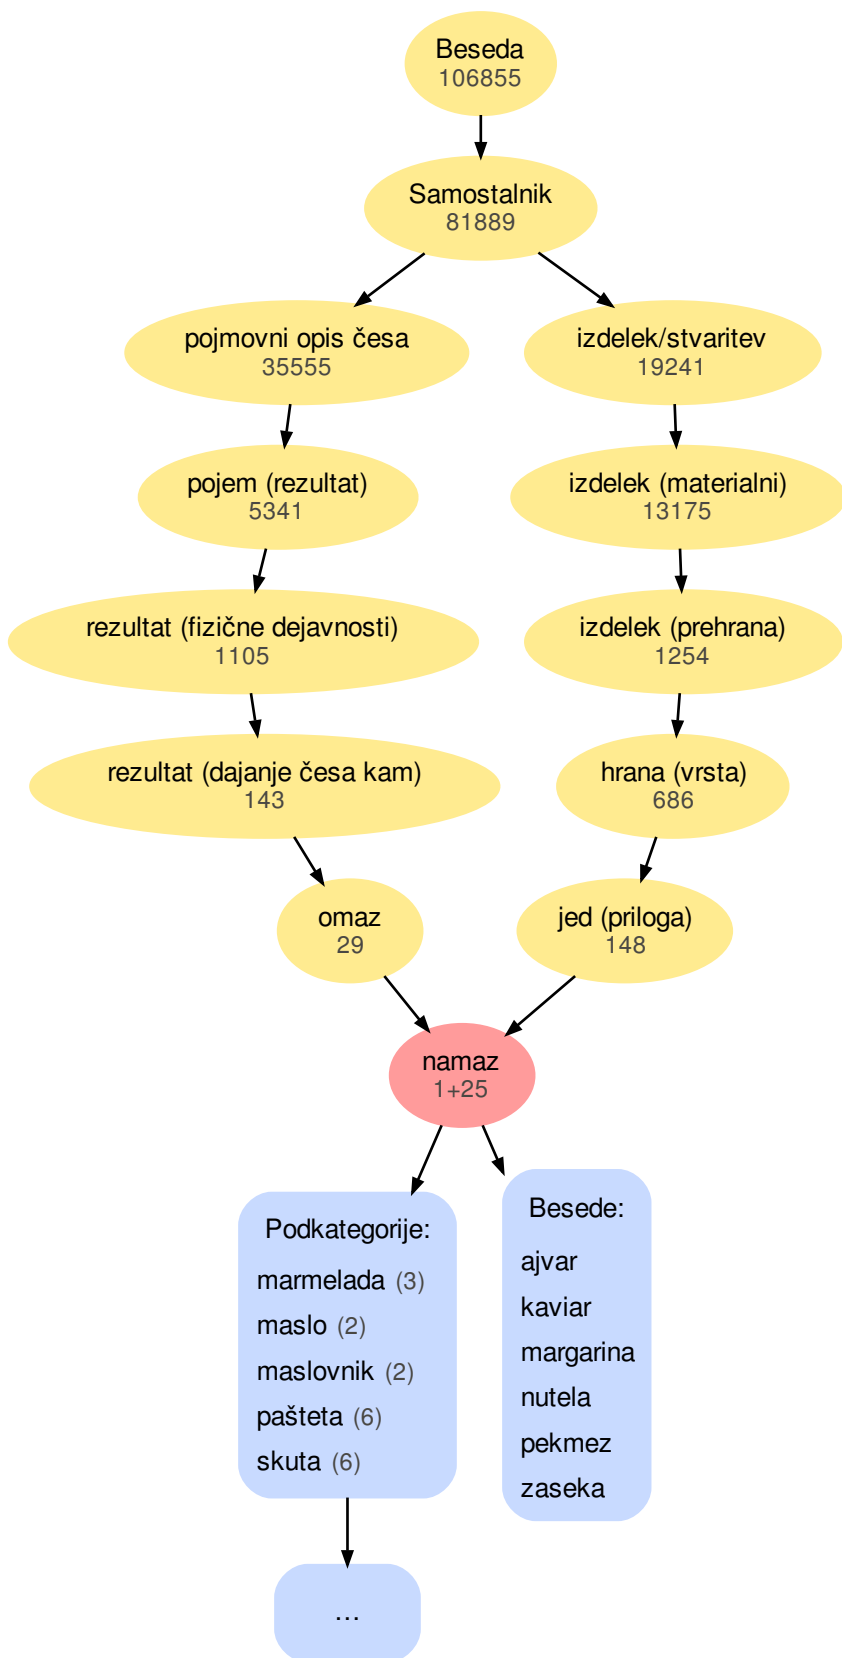 Beseda
106855
Samostalnik
81889
pojmovni opis česa
35555
izdelek/stvaritev
19241
pojem (rezultat)
5341
izdelek (materialni)
13175
rezultat (fizične dejavnosti)
1105
izdelek (prehrana)
1254
rezultat (dajanje česa kam)
143
hrana (vrsta)
686
omaz
29
jed (priloga)
148
namaz
1+25
Podkategorije:
marmelada (3)
maslo (2)
maslovnik (2)
pašteta (6)
skuta (6)
Besede:
ajvar
kaviar
margarina
nutela
pekmez
zaseka
...